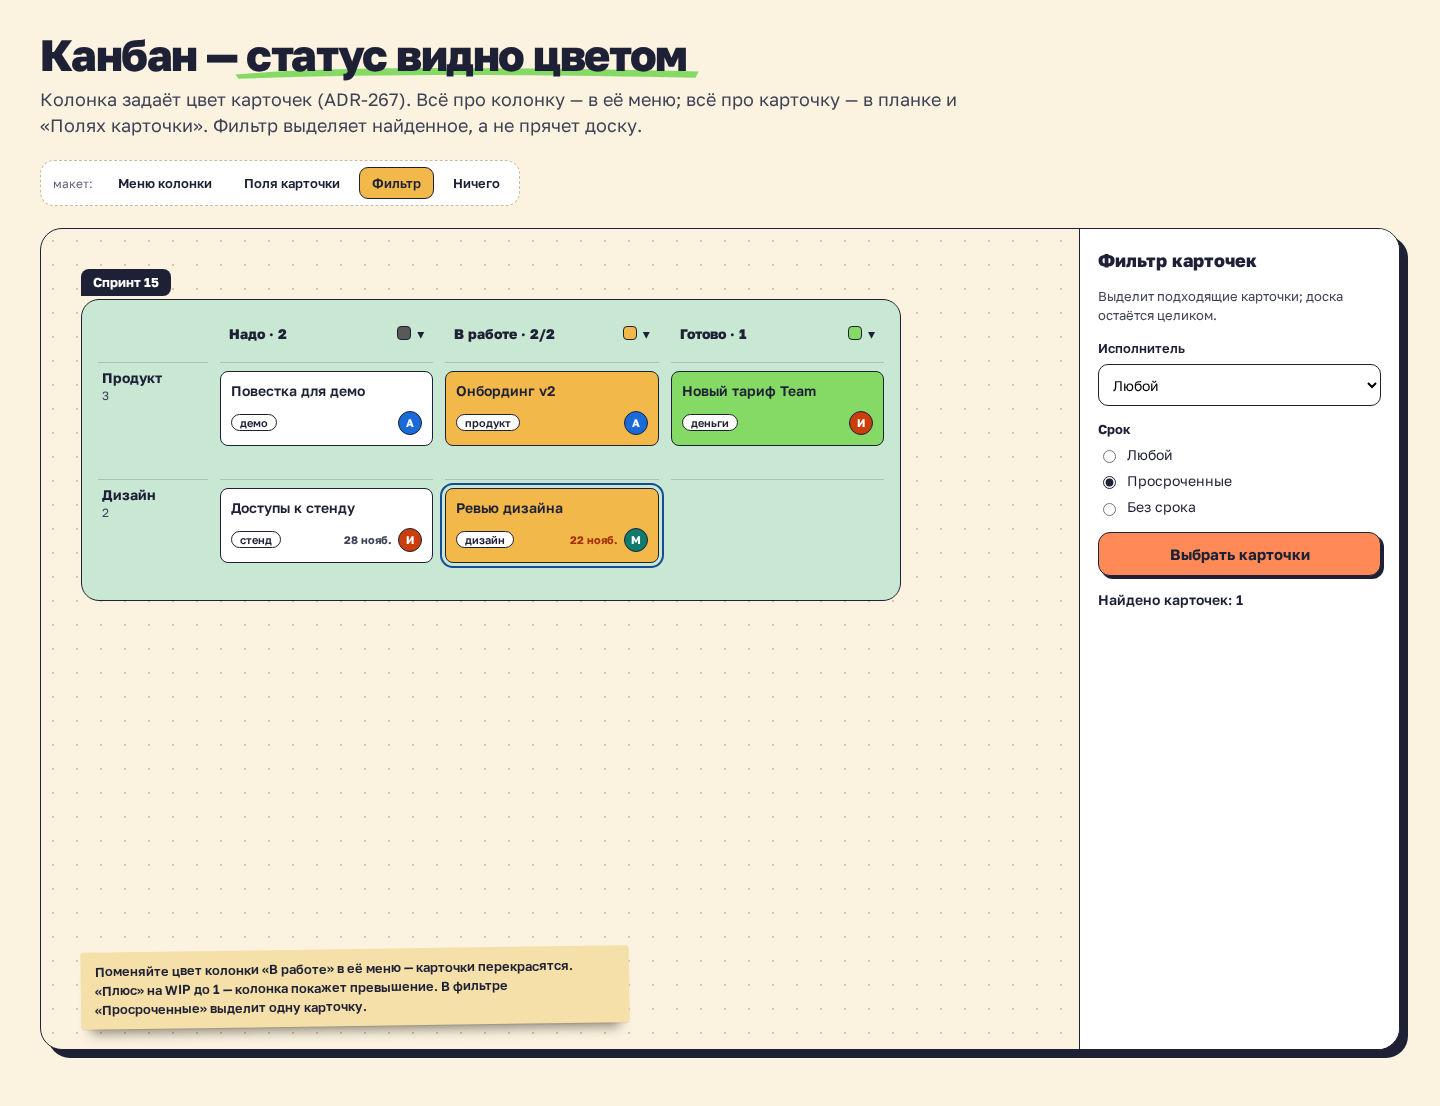 Канбан — статус видно цветом
Колонка задаёт цвет карточек (ADR-267). Всё про колонку — в её меню; всё про карточку — в планке и
«Полях карточки». Фильтр выделяет найденное, а не прячет доску.
макет: Меню колонки Поля карточки Фильтр Ничего
Спринт 15
Надо · 2 ▼ В работе · 2/2 ▼ Готово · 1 ▼
Продукт
3
Повестка для демо
демо А
Онбординг v2
продукт А
Новый тариф Team
деньги И
Дизайн
2
Доступы к стенду
стенд 28 нояб. И
Ревью дизайна
дизайн 22 нояб. М
Поменяйте цвет колонки «В работе» в её меню — карточки перекрасятся.
«Плюс» на WIP до 1 — колонка покажет превышение. В фильтре
«Просроченные» выделит одну карточку.
Фильтр карточек
Выделит подходящие карточки; доска
остаётся целиком.
Исполнитель
Любой
Срок
Любой
Просроченные
Без срока
Выбрать карточки
Найдено карточек: 1